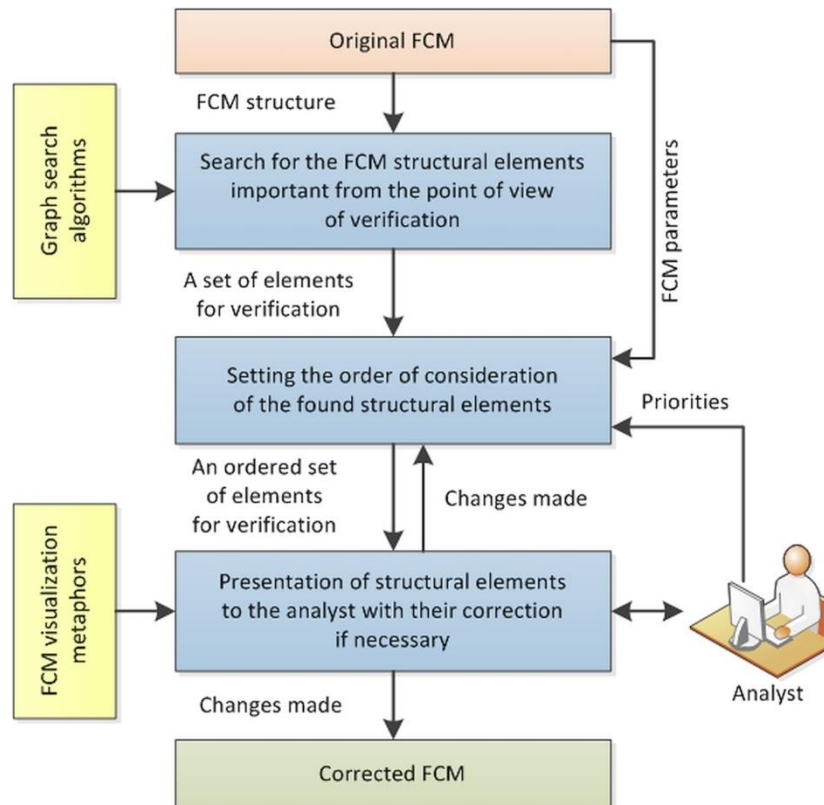 Original FCM
FCM structure
Graph search
algorithms
Search for the FCM structural elements
important from the point of view
of verification
FCM parameters
A set of elements
for verification
Setting the order of consideration
of the found structural elements
Priorities
An ordered set
of elements
for verification
Changes made
FCM visualization
metaphors
Presentation of structural elements
to the analyst with their correction
if necessary
Analyst
Changes made
Corrected FCM